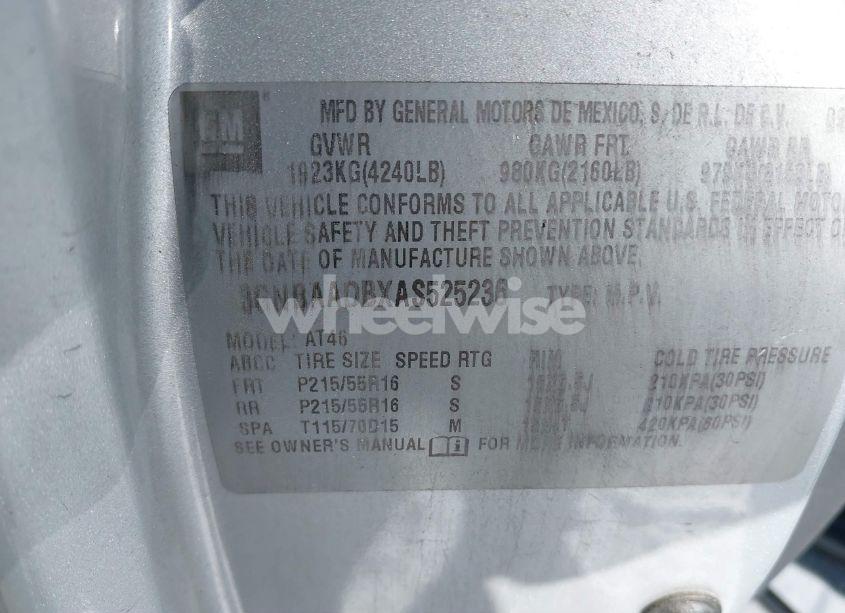 GM
MFD BY GENERAL MOTORS DE MEXICO, S. DE R.L. DE C.V.
GVWR GAWR FRT. GAWR RR
1923KG(4240LB) 980KG(2160LB)
THIS VEHICLE CONFORMS TO ALL APPLICABLE U.S. FEDERAL MOTOR
VEHICLE SAFETY AND THEFT PREVENTION STANDARDS IN EFFECT ON
THE DATE OF MANUFACTURE SHOWN ABOVE.
TYPE: M.P.V.
wheelwise
MODEL: AT46
TIRE SIZE SPEED RTG RIM COLD TIRE PRESSURE
FRT P215/55R16 S 210KPA(30PSI)
RR P215/55R16 S 210KPA(30PSI)
SPA T115/70D15 M 420KPA(60PSI)
SEE OWNER'S MANUAL FOR MORE INFORMATION.